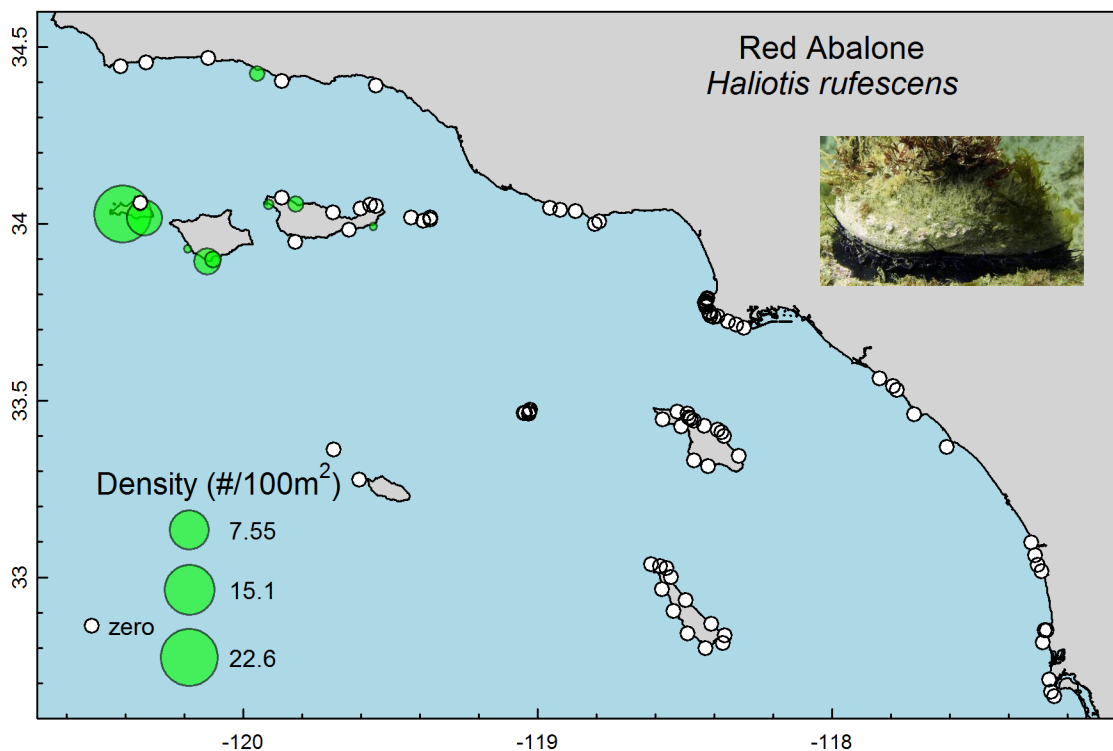 Red Abalone
Haliotis rufescens
34.5
34
33.5
33
Density (#/100m²)
7.55
15.1
zero
22.6
-120
-119
-118